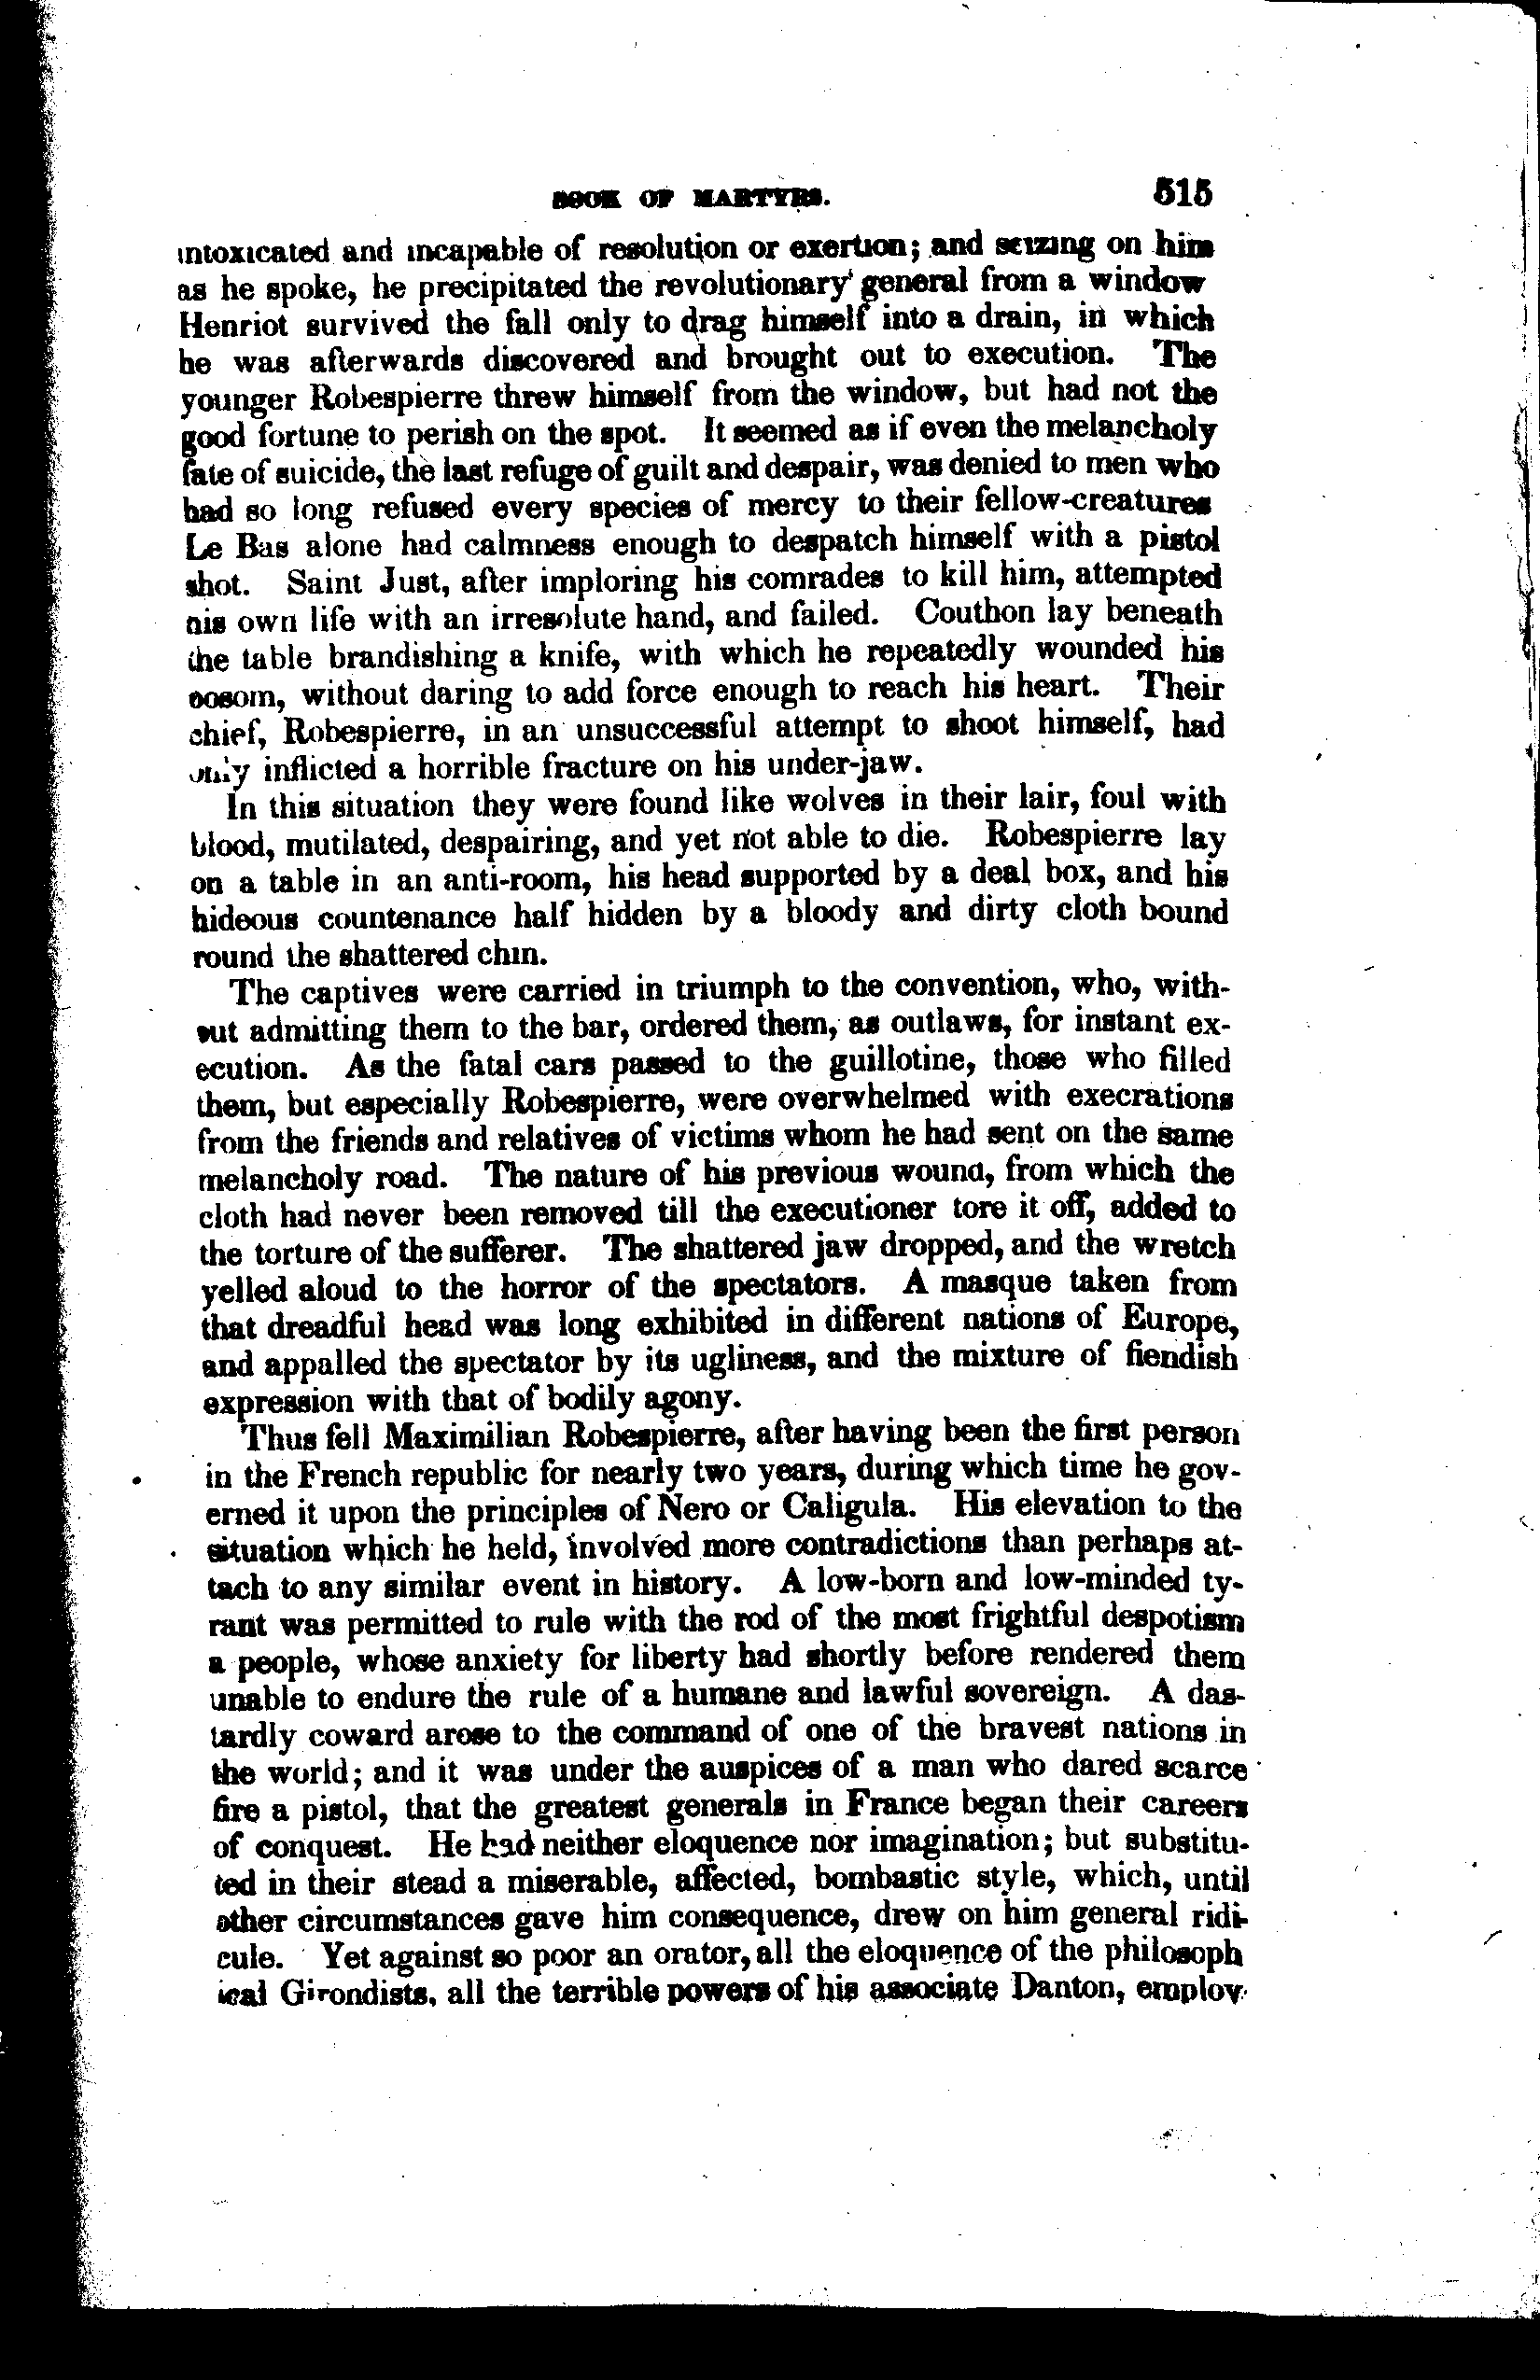 BOOK OF MARTYRS. 515
intoxicated and incapable of resolution or exertion; and seizing on him
as he spoke, he precipitated the revolutionary general from a window
Henriot survived the fall only to drag himself into a drain, in which
he was afterwards discovered and brought out to execution. The
younger Robespierre threw himself from the window, but had not the
good fortune to perish on the spot. It seemed as if even the melancholy
fate of suicide, the last refuge of guilt and despair, was denied to men who
had so long refused every species of mercy to their fellow-creatures
Le Bas alone had calmness enough to despatch himself with a pistol
shot. Saint Just, after imploring his comrades to kill him, attempted
his own life with an irresolute hand, and failed. Couthon lay beneath
the table brandishing a knife, with which he repeatedly wounded his
bosom, without daring to add force enough to reach his heart. Their
chief, Robespierre, in an unsuccessful attempt to shoot himself, had
only inflicted a horrible fracture on his under-jaw.
In this situation they were found like wolves in their lair, foul with
blood, mutilated, despairing, and yet not able to die. Robespierre lay
on a table in an anti-room, his head supported by a deal box, and his
hideous countenance half hidden by a bloody and dirty cloth bound
round the shattered chin.
The captives were carried in triumph to the convention, who, with-
out admitting them to the bar, ordered them, as outlaws, for instant ex-
ecution. As the fatal cars passed to the guillotine, those who filled
them, but especially Robespierre, were overwhelmed with execrations
from the friends and relatives of victims whom he had sent on the same
melancholy road. The nature of his previous wound, from which the
cloth had never been removed till the executioner tore it off, added to
the torture of the sufferer. The shattered jaw dropped, and the wretch
yelled aloud to the horror of the spectators. A masque taken from
that dreadful head was long exhibited in different nations of Europe,
and appalled the spectator by its ugliness, and the mixture of fiendish
expression with that of bodily agony.
Thus fell Maximilian Robespierre, after having been the first person
in the French republic for nearly two years, during which time he gov-
erned it upon the principles of Nero or Caligula. His elevation to the
situation which he held, involved more contradictions than perhaps at-
tach to any similar event in history. A low-born and low-minded ty-
rant was permitted to rule with the rod of the most frightful despotism
a people, whose anxiety for liberty had shortly before rendered them
unable to endure the rule of a humane and lawful sovereign. A das-
tardly coward arose to the command of one of the bravest nations in
the world; and it was under the auspices of a man who dared scarce
fire a pistol, that the greatest generals in France began their careers
of conquest. He had neither eloquence nor imagination; but substitu-
ted in their stead a miserable, affected, bombastic style, which, until
other circumstances gave him consequence, drew on him general ridi-
cule. Yet against so poor an orator, all the eloquence of the philosoph
ical Girondists, all the terrible powers of his associate Danton, employ-